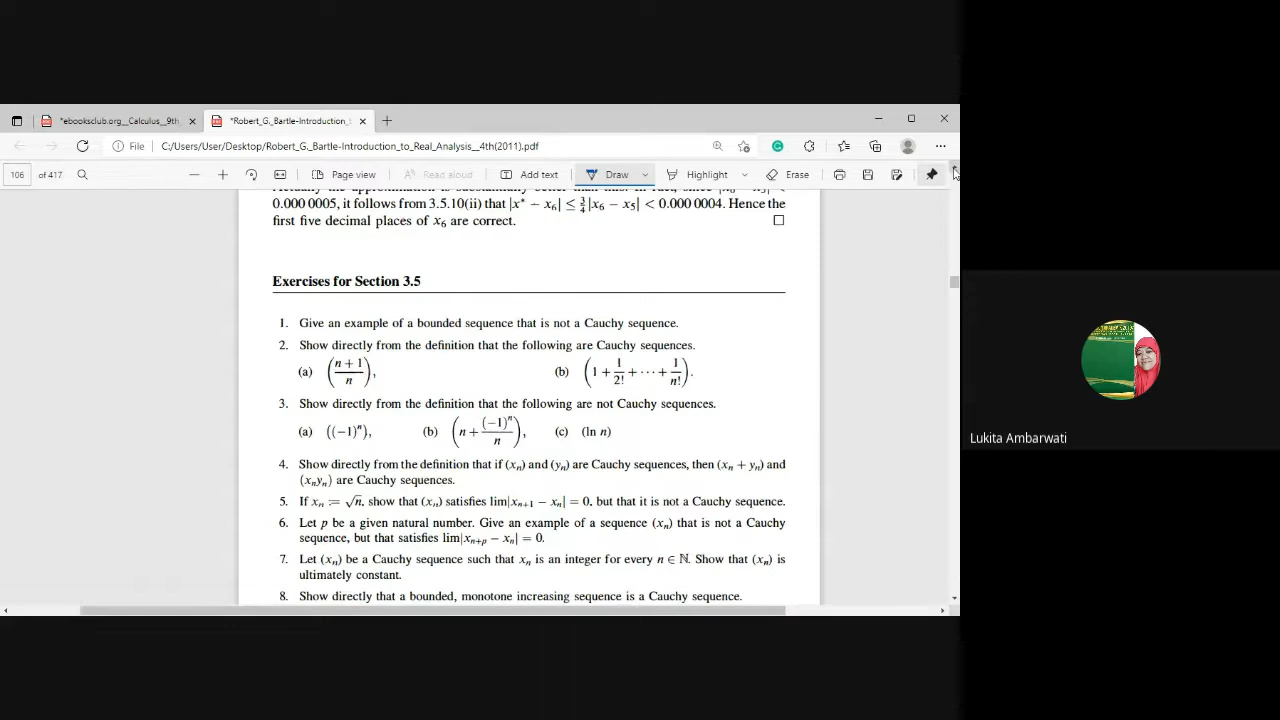 *ebooksclub.org__Calculus__9th
*Robert_G._Bartle-Introduction_
File C:/Users/User/Desktop/Robert_G._Bartle-Introduction_to_Real_Analysis__4th(2011).pdf
106 of 417 Page view Read aloud Add text Draw Highlight Erase
0.000 0005, it follows from 3.5.10(ii) that |x* − x₆| ≤ ¾|x₆ − x₅| < 0.000 0004. Hence the
first five decimal places of x₆ are correct. □
Exercises for Section 3.5
1. Give an example of a bounded sequence that is not a Cauchy sequence.
2. Show directly from the definition that the following are Cauchy sequences.
(a) ((n + 1)/n), (b) (1 + 1/2! + ⋯ + 1/n!).
3. Show directly from the definition that the following are not Cauchy sequences.
(a) ((−1)ⁿ), (b) (n + (−1)ⁿ/n), (c) (ln n)
4. Show directly from the definition that if (xₙ) and (yₙ) are Cauchy sequences, then (xₙ + yₙ) and
(xₙyₙ) are Cauchy sequences.
5. If xₙ := √n, show that (xₙ) satisfies lim|xₙ₊₁ − xₙ| = 0, but that it is not a Cauchy sequence.
6. Let p be a given natural number. Give an example of a sequence (xₙ) that is not a Cauchy
sequence, but that satisfies lim|xₙ₊ₚ − xₙ| = 0.
7. Let (xₙ) be a Cauchy sequence such that xₙ is an integer for every n ∈ ℕ. Show that (xₙ) is
ultimately constant.
8. Show directly that a bounded, monotone increasing sequence is a Cauchy sequence.
Lukita Ambarwati